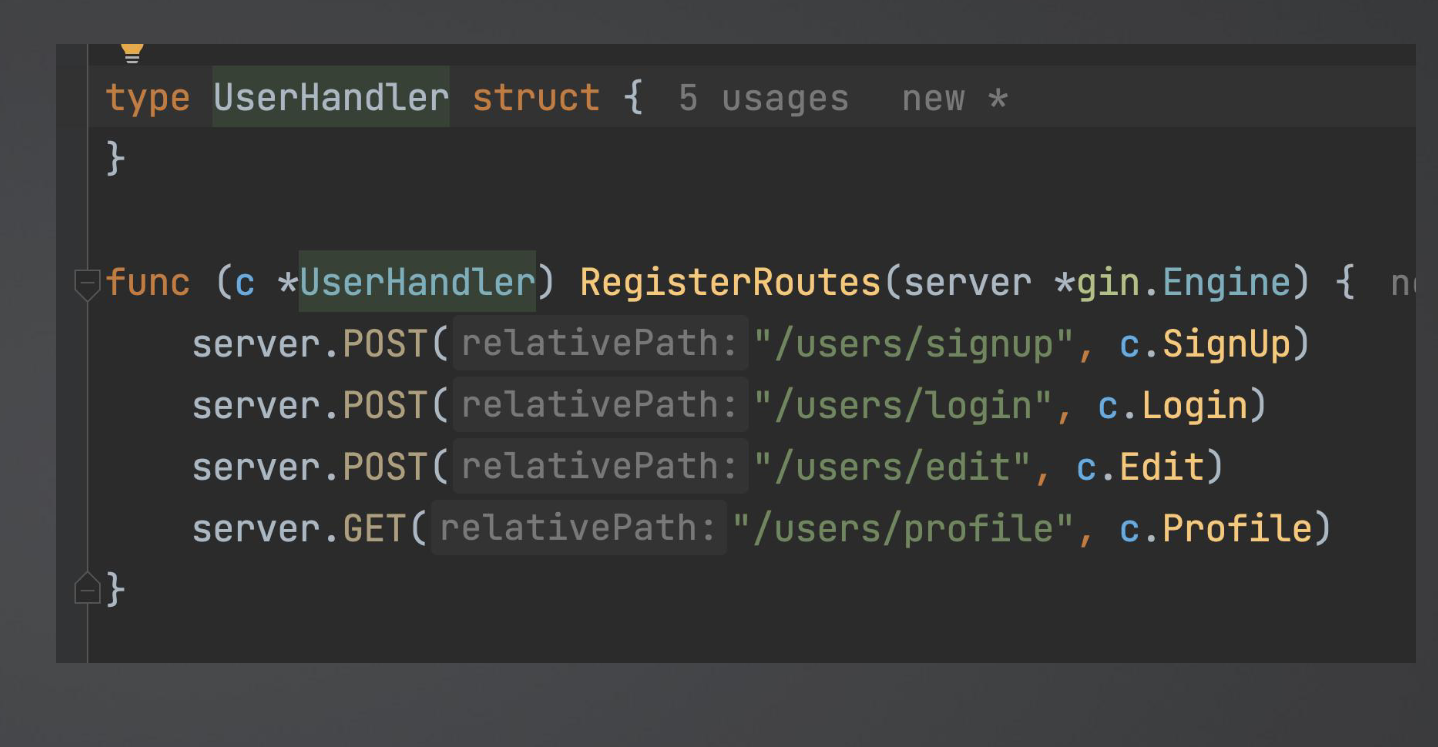 type UserHandler struct { 5 usages new *
}
func (c *UserHandler) RegisterRoutes(server *gin.Engine) {
server.POST( relativePath: "/users/signup", c.SignUp)
server.POST( relativePath: "/users/login", c.Login)
server.POST( relativePath: "/users/edit", c.Edit)
server.GET( relativePath: "/users/profile", c.Profile)
}